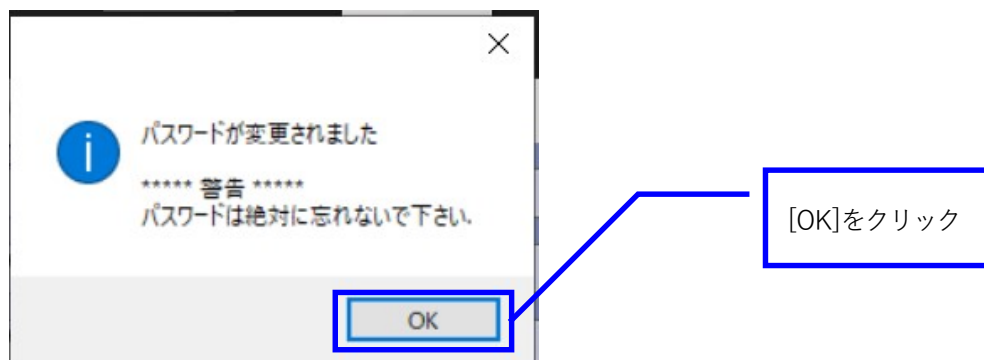 パスワードが変更されました
***** 警告 *****
パスワードは絶対に忘れないで下さい.
OK
[OK]をクリック